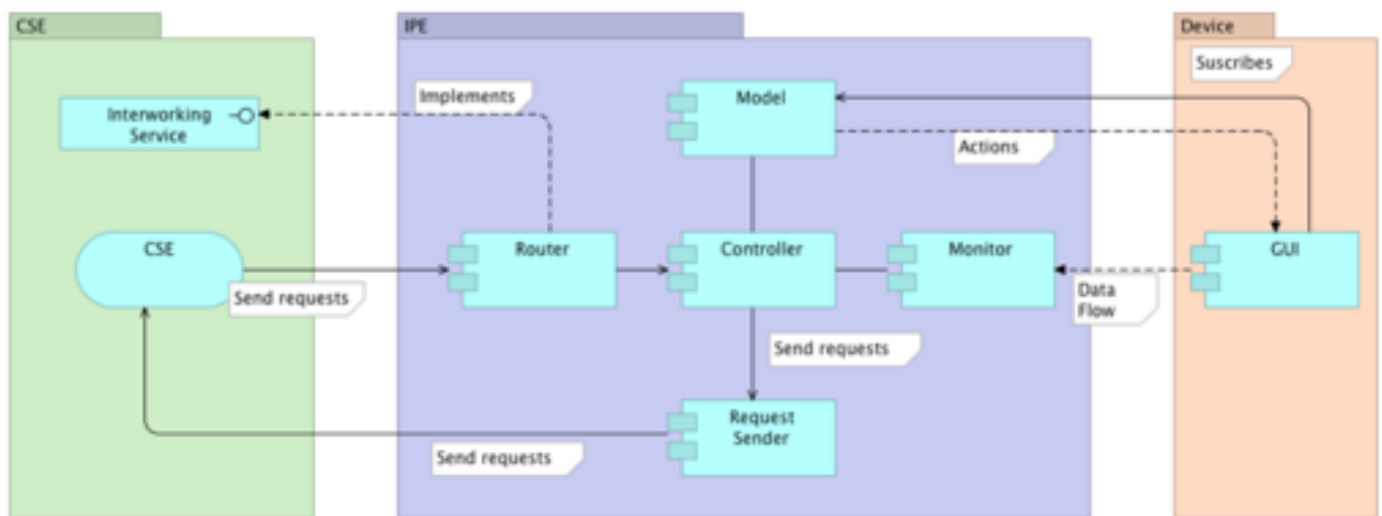 CSE
IPE
Device
Suscribes
Implements
Model
Interworking
Service
Actions
CSE
Router
Controller
Monitor
GUI
Send requests
Data
Flow
Send requests
Request
Sender
Send requests